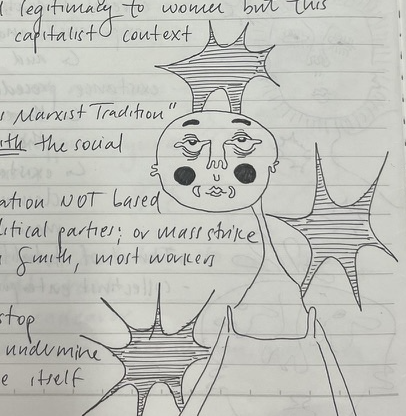 legitimacy to women but this
capitalist context
Marxist Tradition"
with the social
ation NOT based
litical parties; or mass strike
Smith, most workers
stop
undermine
e itself